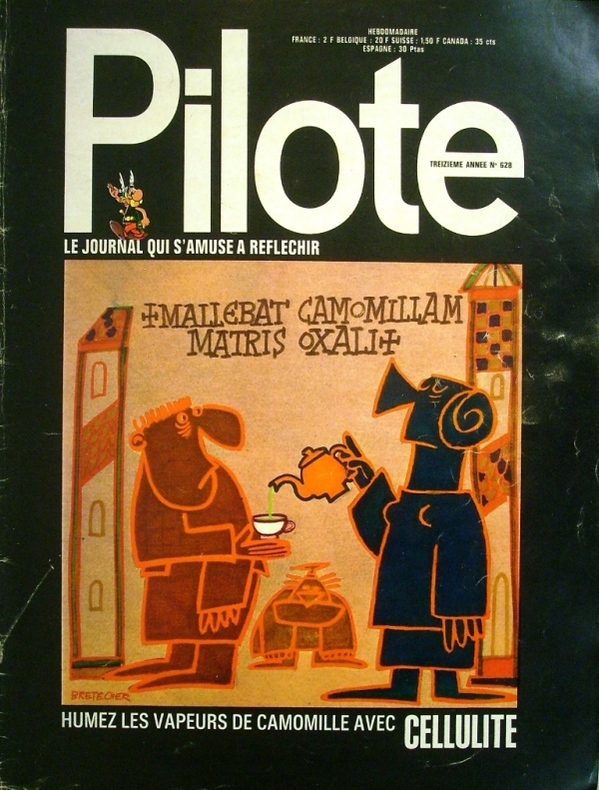 HEBDOMADAIRE
FRANCE : 2 F BELGIQUE : 20 F SUISSE : 1,50 F CANADA : 35 cts
ESPAGNE : 30 Ptas
Pilote
TREIZIEME ANNEE N° 628
LE JOURNAL QUI S'AMUSE A REFLECHIR
+MALLEBAT CAMOMILLAM
MATRIS OXALI+
BRETECHER
HUMEZ LES VAPEURS DE CAMOMILLE AVEC CELLULITE